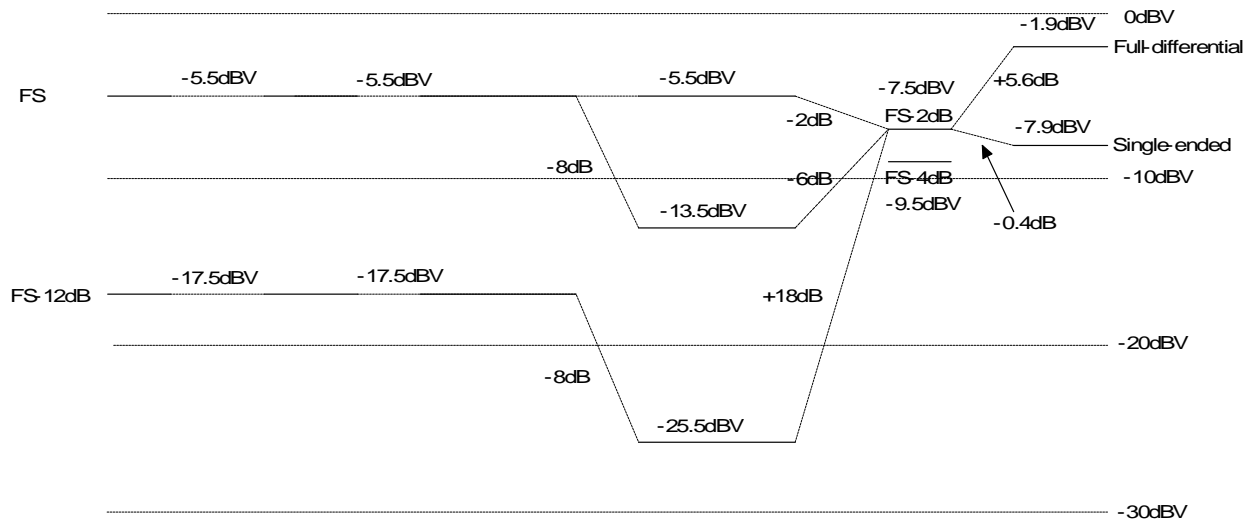 -1.9dBV
0dBV
Full-differential
-5.5dBV
-5.5dBV
-5.5dBV
+5.6dB
-7.5dBV
FS
FS-2dB
-2dB
-7.9dBV
Single-ended
-8dB
-6dB
FS-4dB
-10dBV
-9.5dBV
-13.5dBV
-0.4dB
-17.5dBV
-17.5dBV
FS-12dB
+18dB
-20dBV
-8dB
-25.5dBV
-30dBV